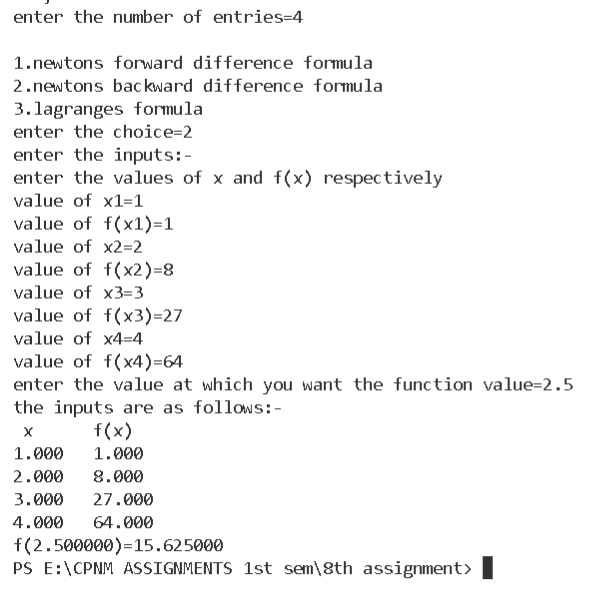 enter the number of entries=4
1.newtons forward difference formula
2.newtons backward difference formula
3.lagranges formula
enter the choice=2
enter the inputs:-
enter the values of x and f(x) respectively
value of x1=1
value of f(x1)=1
value of x2=2
value of f(x2)=8
value of x3=3
value of f(x3)=27
value of x4=4
value of f(x4)=64
enter the value at which you want the function value=2.5
the inputs are as follows:-
x f(x)
1.000 1.000
2.000 8.000
3.000 27.000
4.000 64.000
f(2.500000)=15.625000
PS E:\CPNM ASSIGNMENTS 1st sem\8th assignment>